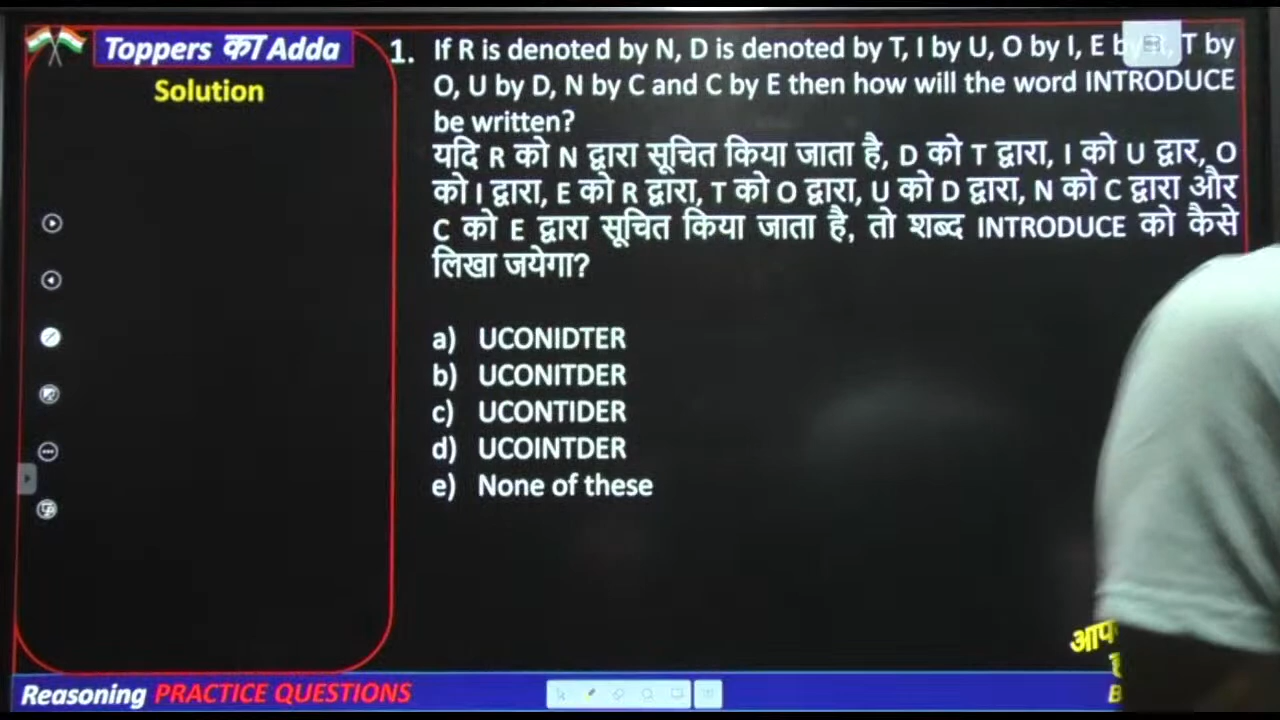 Toppers का Adda
Solution
1. If R is denoted by N, D is denoted by T, I by U, O by I, E by T by
O, U by D, N by C and C by E then how will the word INTRODUCE
be written?
यदि R को N द्वारा सूचित किया जाता है, D को T द्वारा, I को U द्वार, O
को I द्वारा, E को R द्वारा, T को O द्वारा, U को D द्वारा, N को C द्वारा और
C को E द्वारा सूचित किया जाता है, तो शब्द INTRODUCE को कैसे
लिखा जयेगा?
a) UCONIDTER
b) UCONITDER
c) UCONTIDER
d) UCOINTDER
e) None of these
Reasoning PRACTICE QUESTIONS